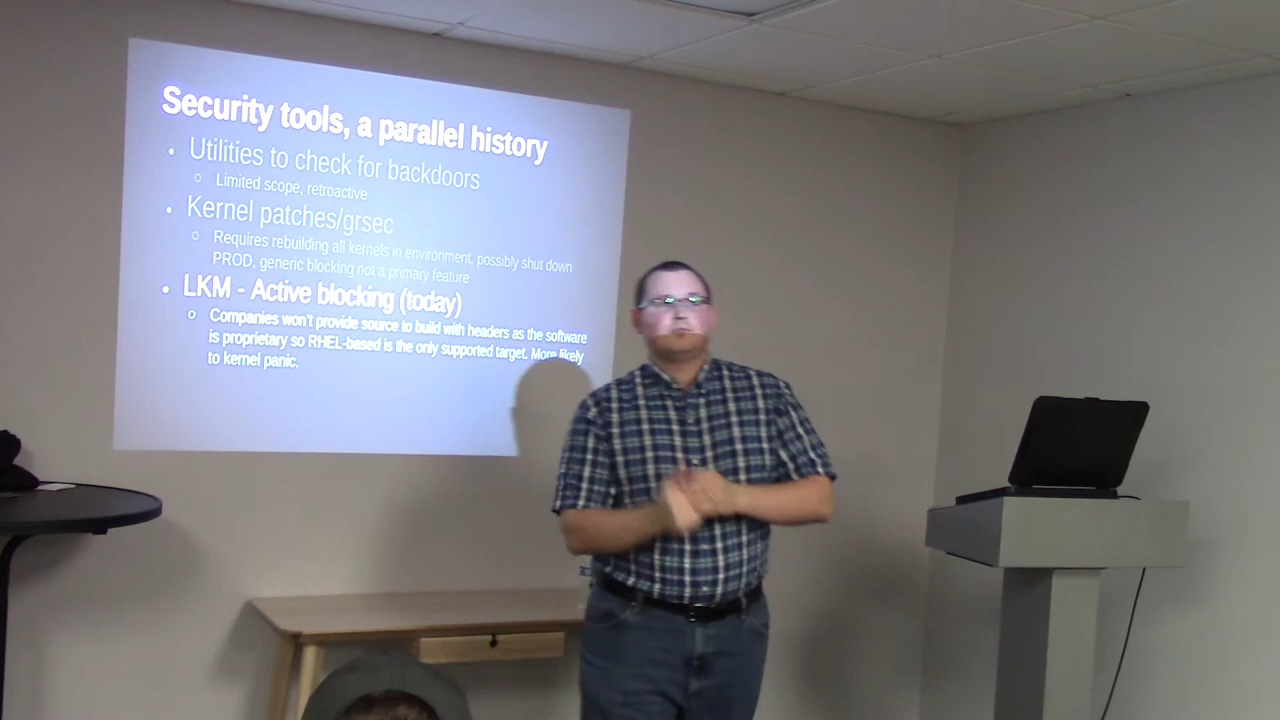 Security tools, a parallel history
• Utilities to check for backdoors
○ Limited scope, retroactive
• Kernel patches/grsec
○ Requires rebuilding all kernels in environment, possibly shut down
PROD, generic blocking not a primary feature
• LKM - Active blocking (today)
○ Companies won't provide source to build with headers as the software
is proprietary so RHEL-based is the only supported target. More likely
to kernel panic.